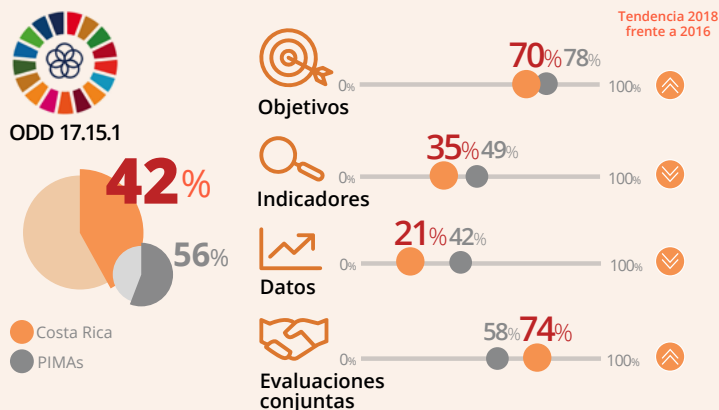 ODD 17.15.1
42%
56%
Costa Rica
PIMAs
Tendencia 2018
frente a 2016
70% 78%
0% 100%
Objetivos
35% 49%
0% 100%
Indicadores
21% 42%
0% 100%
Datos
58% 74%
0% 100%
Evaluaciones
conjuntas